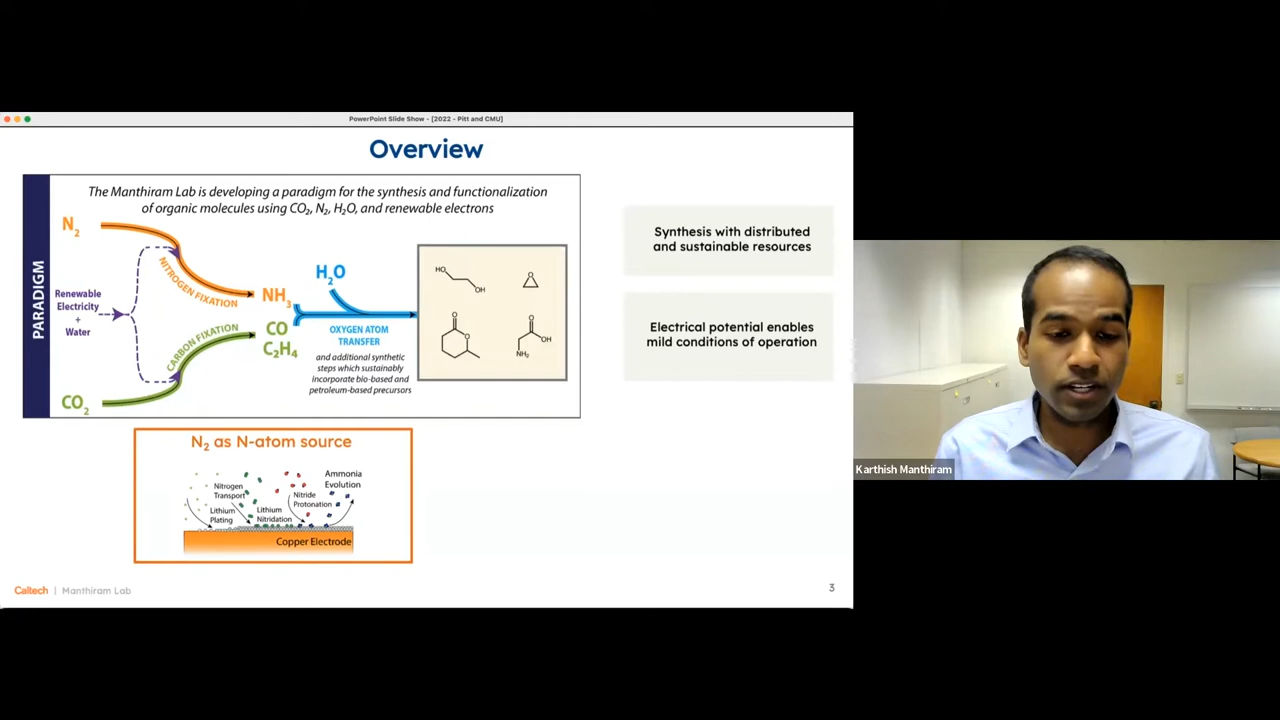 PowerPoint Slide Show - [2022 - Pitt and CMU]
Overview
PARADIGM
The Manthiram Lab is developing a paradigm for the synthesis and functionalization
of organic molecules using CO₂, N₂, H₂O, and renewable electrons
N₂
NITROGEN FIXATION
Renewable
Electricity
+
Water
CARBON FIXATION
CO₂
NH₃
CO
C₂H₄
H₂O
OXYGEN ATOM
TRANSFER
and additional synthetic
steps which sustainably
incorporate bio-based and
petroleum-based precursors
HO
OH
O
O
O
O
OH
NH₂
Synthesis with distributed
and sustainable resources
Electrical potential enables
mild conditions of operation
N₂ as N-atom source
Nitrogen
Transport
Lithium
Plating
Lithium
Nitridation
Nitride
Protonation
Ammonia
Evolution
Copper Electrode
Caltech | Manthiram Lab
3
Karthish Manthiram